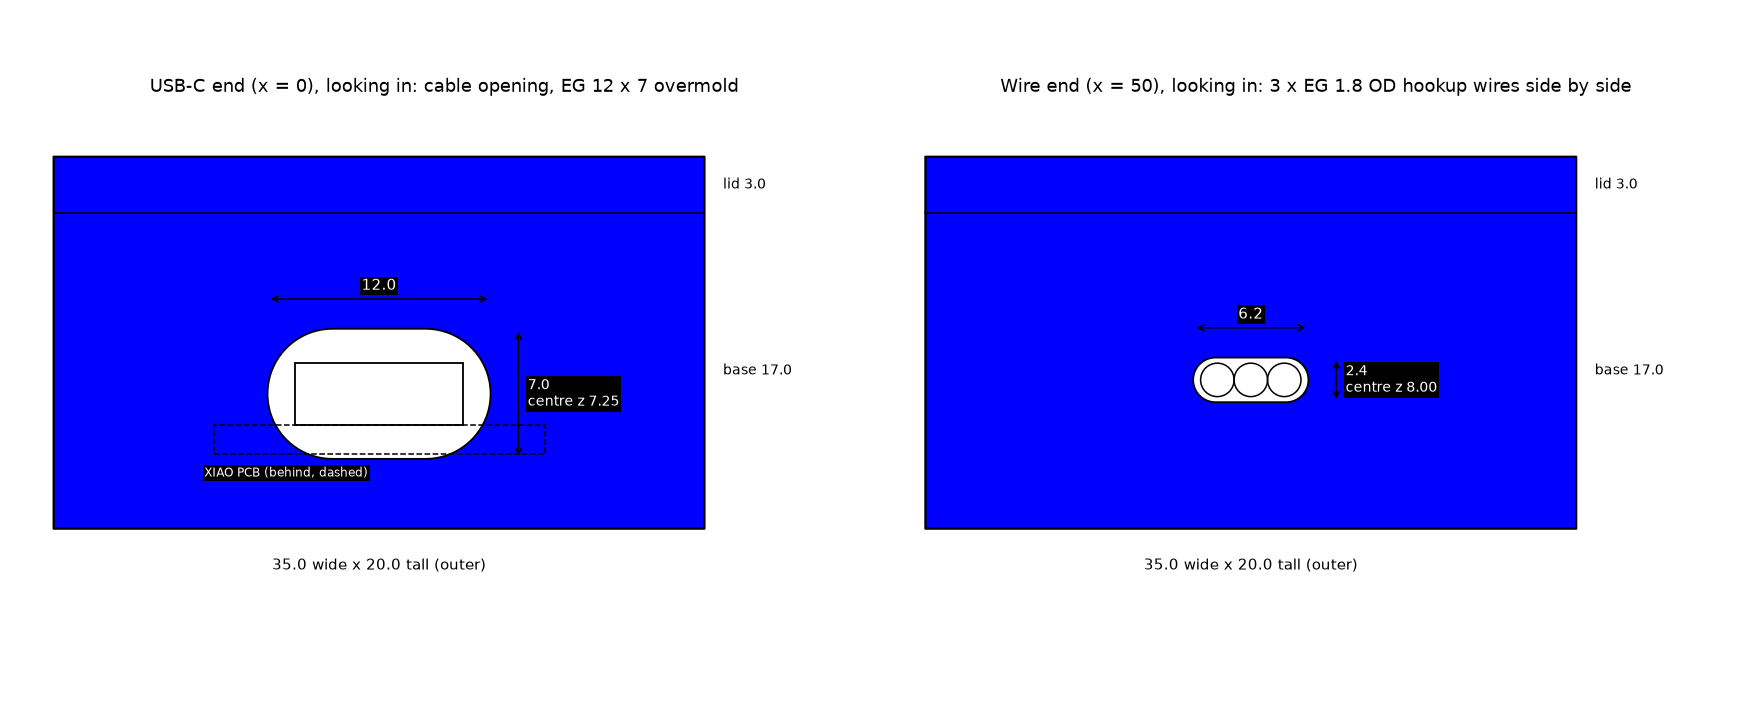 USB-C end (x = 0), looking in: cable opening, EG 12 x 7 overmold
lid 3.0
12.0
base 17.0
7.0
centre z 7.25
XIAO PCB (behind, dashed)
35.0 wide x 20.0 tall (outer)
Wire end (x = 50), looking in: 3 x EG 1.8 OD hookup wires side by side
lid 3.0
6.2
base 17.0
2.4
centre z 8.00
35.0 wide x 20.0 tall (outer)